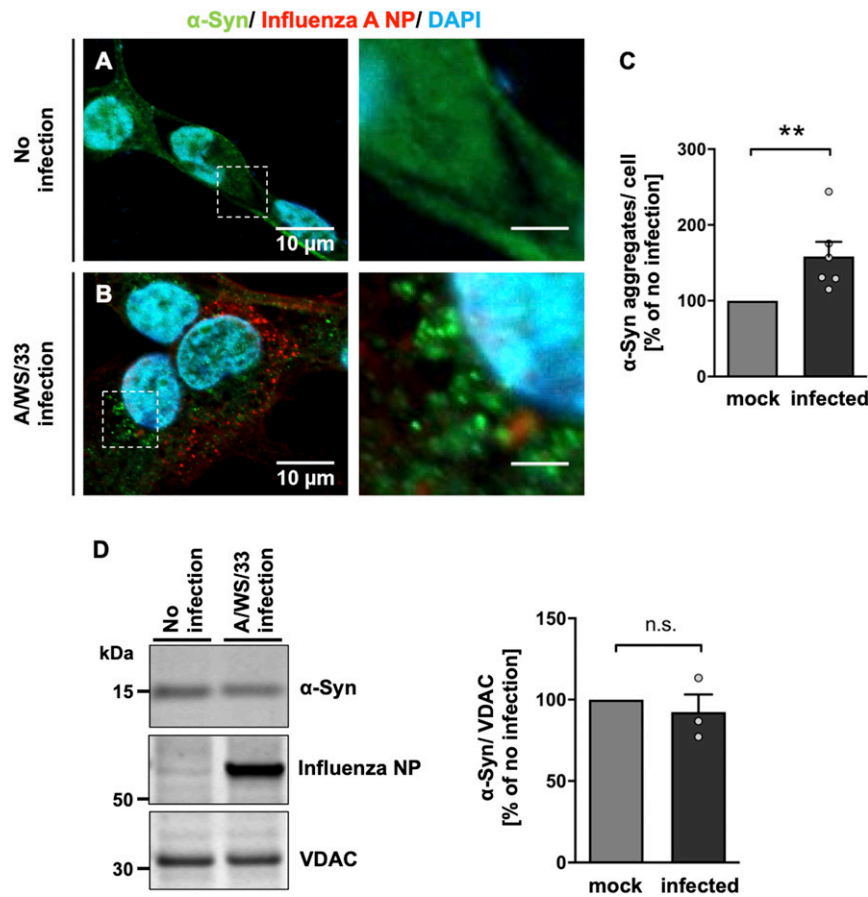 α-Syn/ Influenza A NP/ DAPI
No
infection
A
10 µm
A/WS/33
infection
B
10 µm
C
α-Syn aggregates/ cell
[% of no infection]
300
200
100
0
**
mock
infected
D
No
infection
A/WS/33
infection
kDa
15
α-Syn
50
Influenza NP
30
VDAC
α-Syn/ VDAC
[% of no infection]
150
100
50
0
n.s.
mock
infected